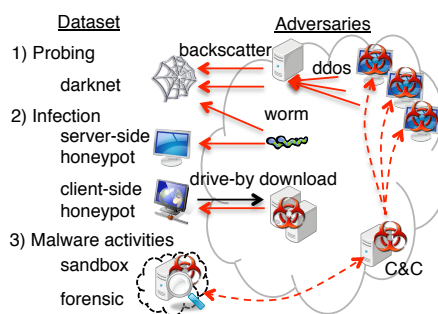 Dataset Adversaries
1) Probing
backscatter
ddos
darknet
2) Infection
worm
server-side
honeypot
client-side
drive-by download
honeypot
3) Malware activities
sandbox
C&C
forensic